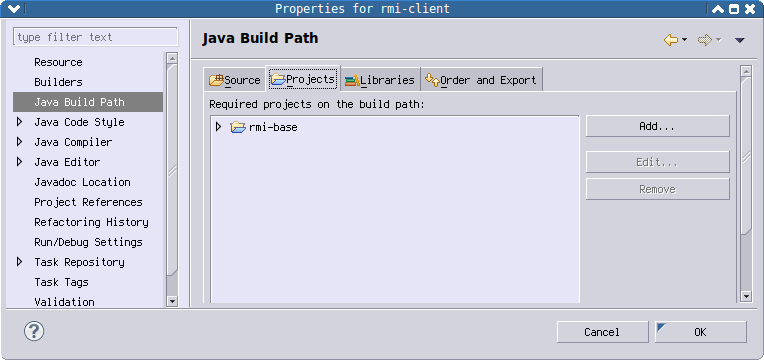 Properties for rmi-client
type filter text
Resource
Builders
Java Build Path
Java Code Style
Java Compiler
Java Editor
Javadoc Location
Project References
Refactoring History
Run/Debug Settings
Task Repository
Task Tags
Validation
Java Build Path
Source Projects Libraries Order and Export
Required projects on the build path:
rmi-base
Add...
Edit...
Remove
Cancel OK